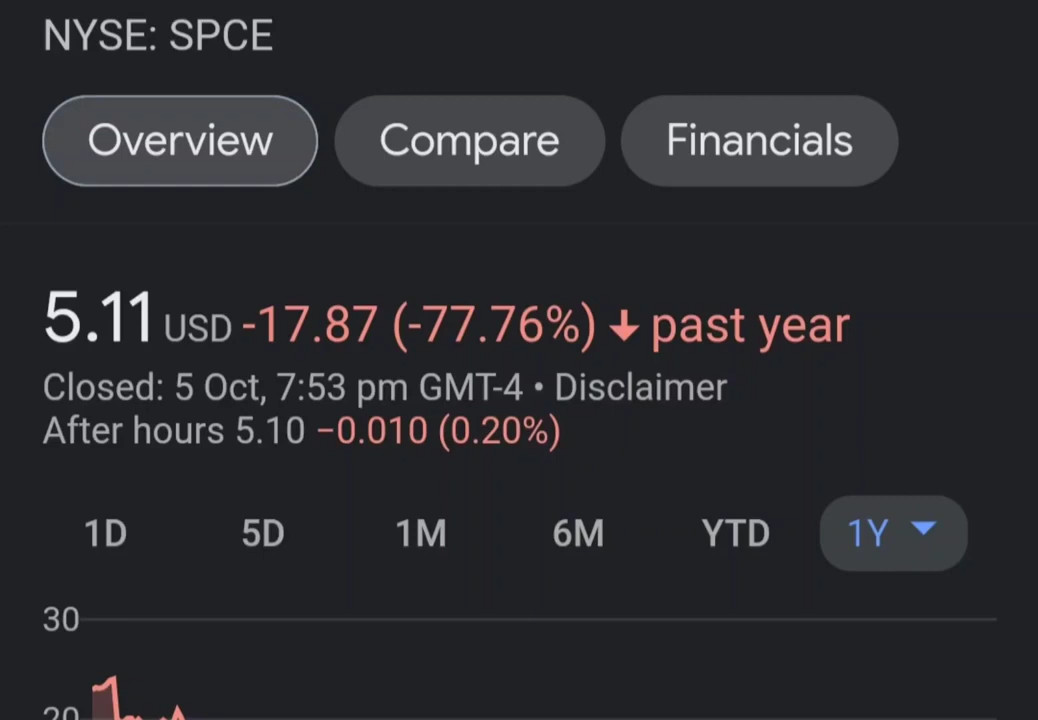 NYSE: SPCE
Overview Compare Financials
5.11 USD -17.87 (-77.76%) ↓ past year
Closed: 5 Oct, 7:53 pm GMT-4 • Disclaimer
After hours 5.10 −0.010 (0.20%)
1D 5D 1M 6M YTD 1Y
30
20